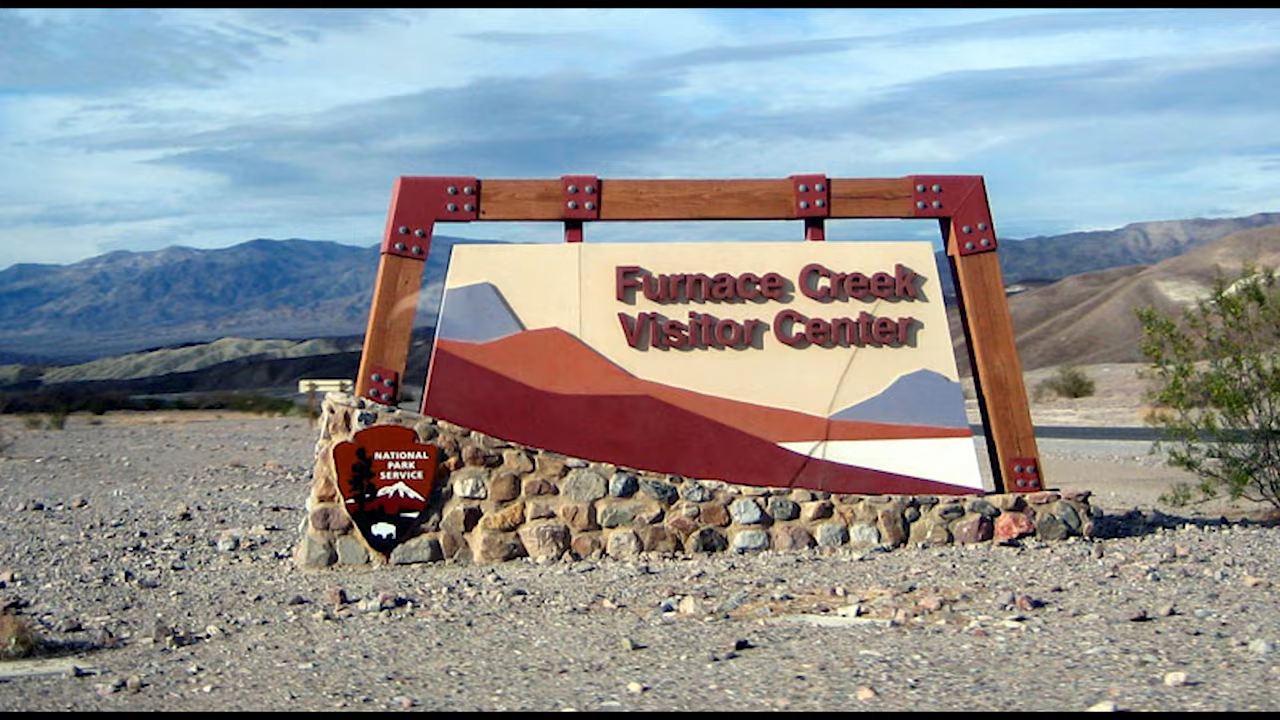 Furnace Creek
Visitor Center
NATIONAL
PARK
SERVICE